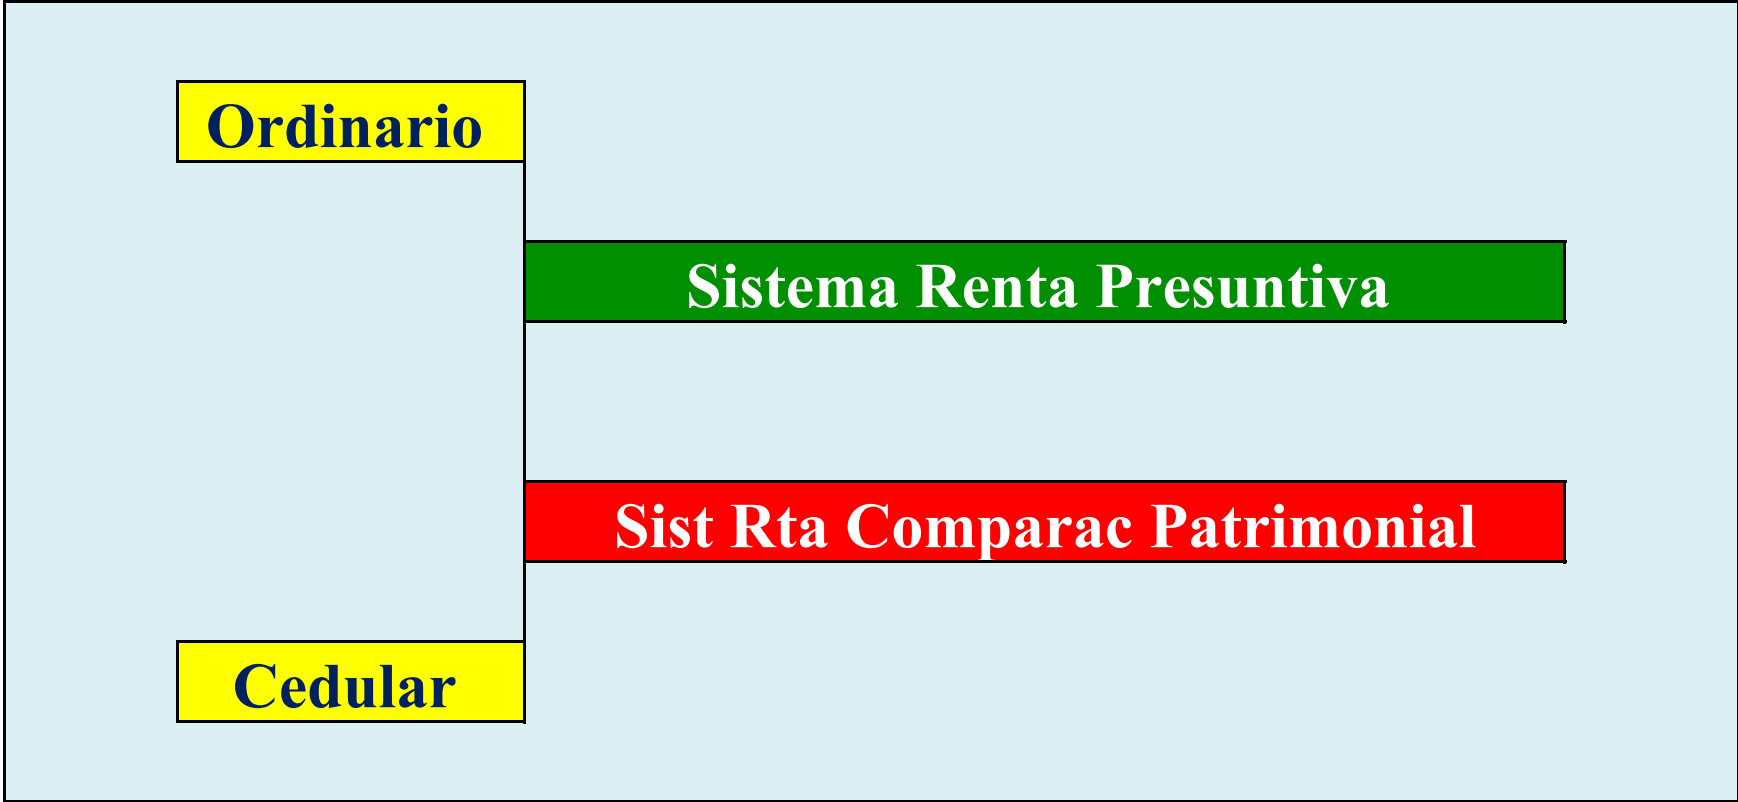 Ordinario
Sistema Renta Presuntiva
Sist Rta Comparac Patrimonial
Cedular